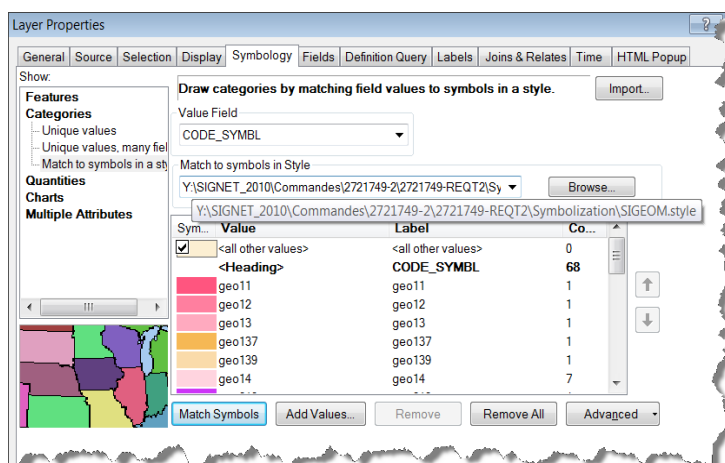 Layer Properties
?
General Source Selection Display Symbology Fields Definition Query Labels Joins & Relates Time HTML Popup
Show:
Features
Categories
Unique values
Unique values, many fiel
Match to symbols in a sty
Quantities
Charts
Multiple Attributes
Draw categories by matching field values to symbols in a style.
Import...
Value Field
CODE_SYMBL
Match to symbols in Style
Y:\SIGNET_2010\Commandes\2721749-2\2721749-REQT2\Sy
Browse...
Y:\SIGNET_2010\Commandes\2721749-2\2721749-REQT2\Symbolization\SIGEOM.style
Sym... Value Label Co...
<all other values> <all other values> 0
<Heading> CODE_SYMBL 68
geo11 geo11 1
geo12 geo12 1
geo13 geo13 1
geo137 geo137 1
geo139 geo139 1
geo14 geo14 7
Match Symbols Add Values... Remove Remove All Advanced